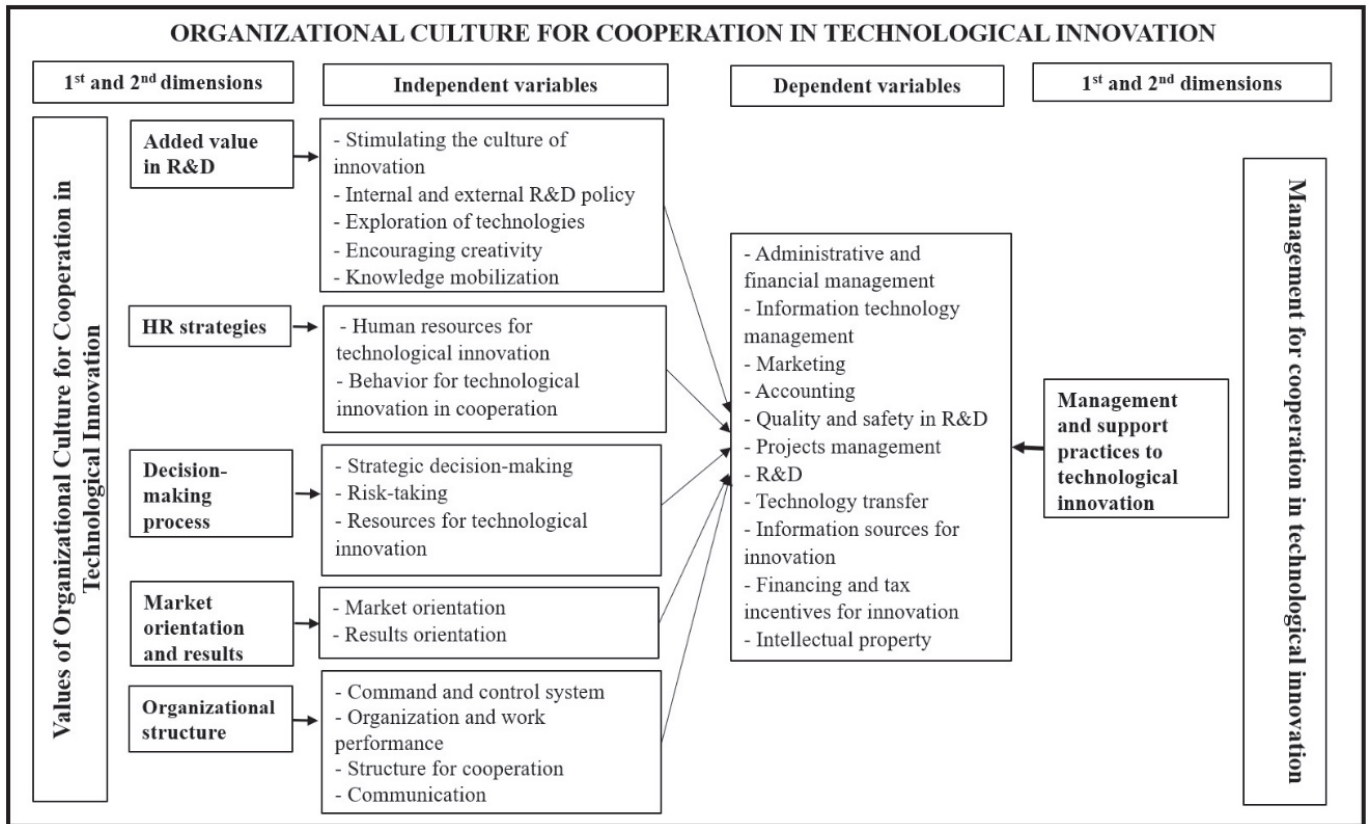 ORGANIZATIONAL CULTURE FOR COOPERATION IN TECHNOLOGICAL INNOVATION
1st and 2nd dimensions
Independent variables
Dependent variables
1st and 2nd dimensions
Values of Organizational Culture for Cooperation in
Technological Innovation
Added value
in R&D
- Stimulating the culture of
innovation
- Internal and external R&D policy
- Exploration of technologies
- Encouraging creativity
- Knowledge mobilization
HR strategies
- Human resources for
technological innovation
- Behavior for technological
innovation in cooperation
Decision-
making
process
- Strategic decision-making
- Risk-taking
- Resources for technological
innovation
Market
orientation
and results
- Market orientation
- Results orientation
Organizational
structure
- Command and control system
- Organization and work
performance
- Structure for cooperation
- Communication
- Administrative and
financial management
- Information technology
management
- Marketing
- Accounting
- Quality and safety in R&D
- Projects management
- R&D
- Technology transfer
- Information sources for
innovation
- Financing and tax
incentives for innovation
- Intellectual property
Management
and support
practices to
technological
innovation
Management for cooperation in technological innovation